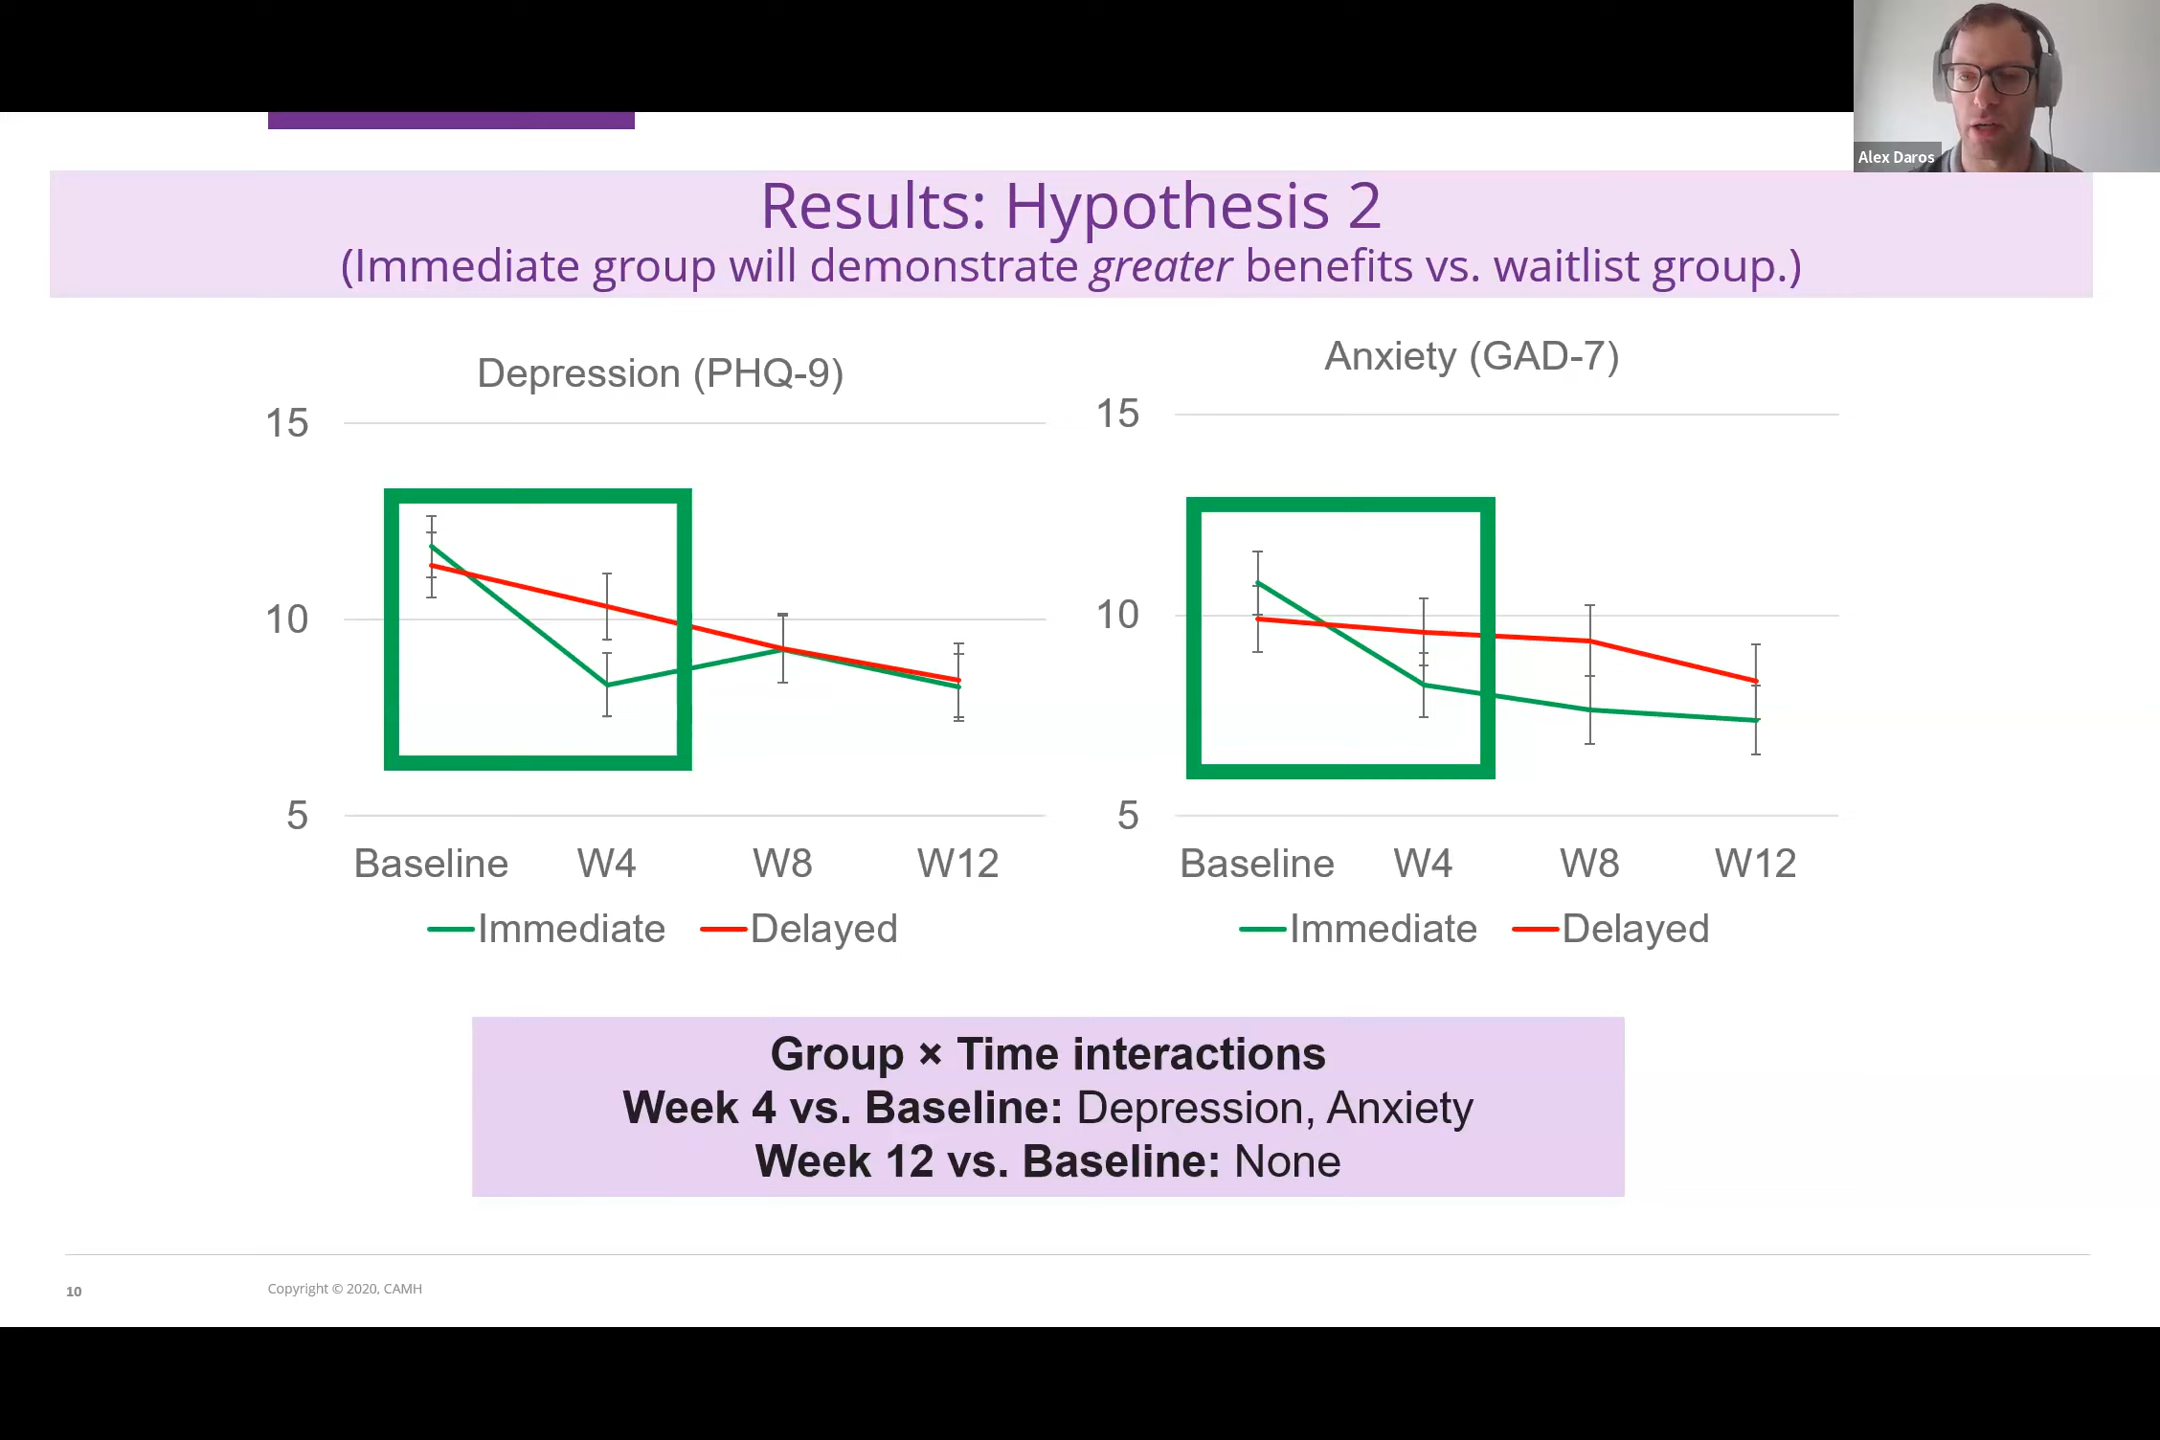 Alex Daros
Results: Hypothesis 2
(Immediate group will demonstrate greater benefits vs. waitlist group.)
Depression (PHQ-9)
15
10
5
Baseline W4 W8 W12
Immediate Delayed
Anxiety (GAD-7)
15
10
5
Baseline W4 W8 W12
Immediate Delayed
Group × Time interactions
Week 4 vs. Baseline: Depression, Anxiety
Week 12 vs. Baseline: None
10
Copyright © 2020, CAMH